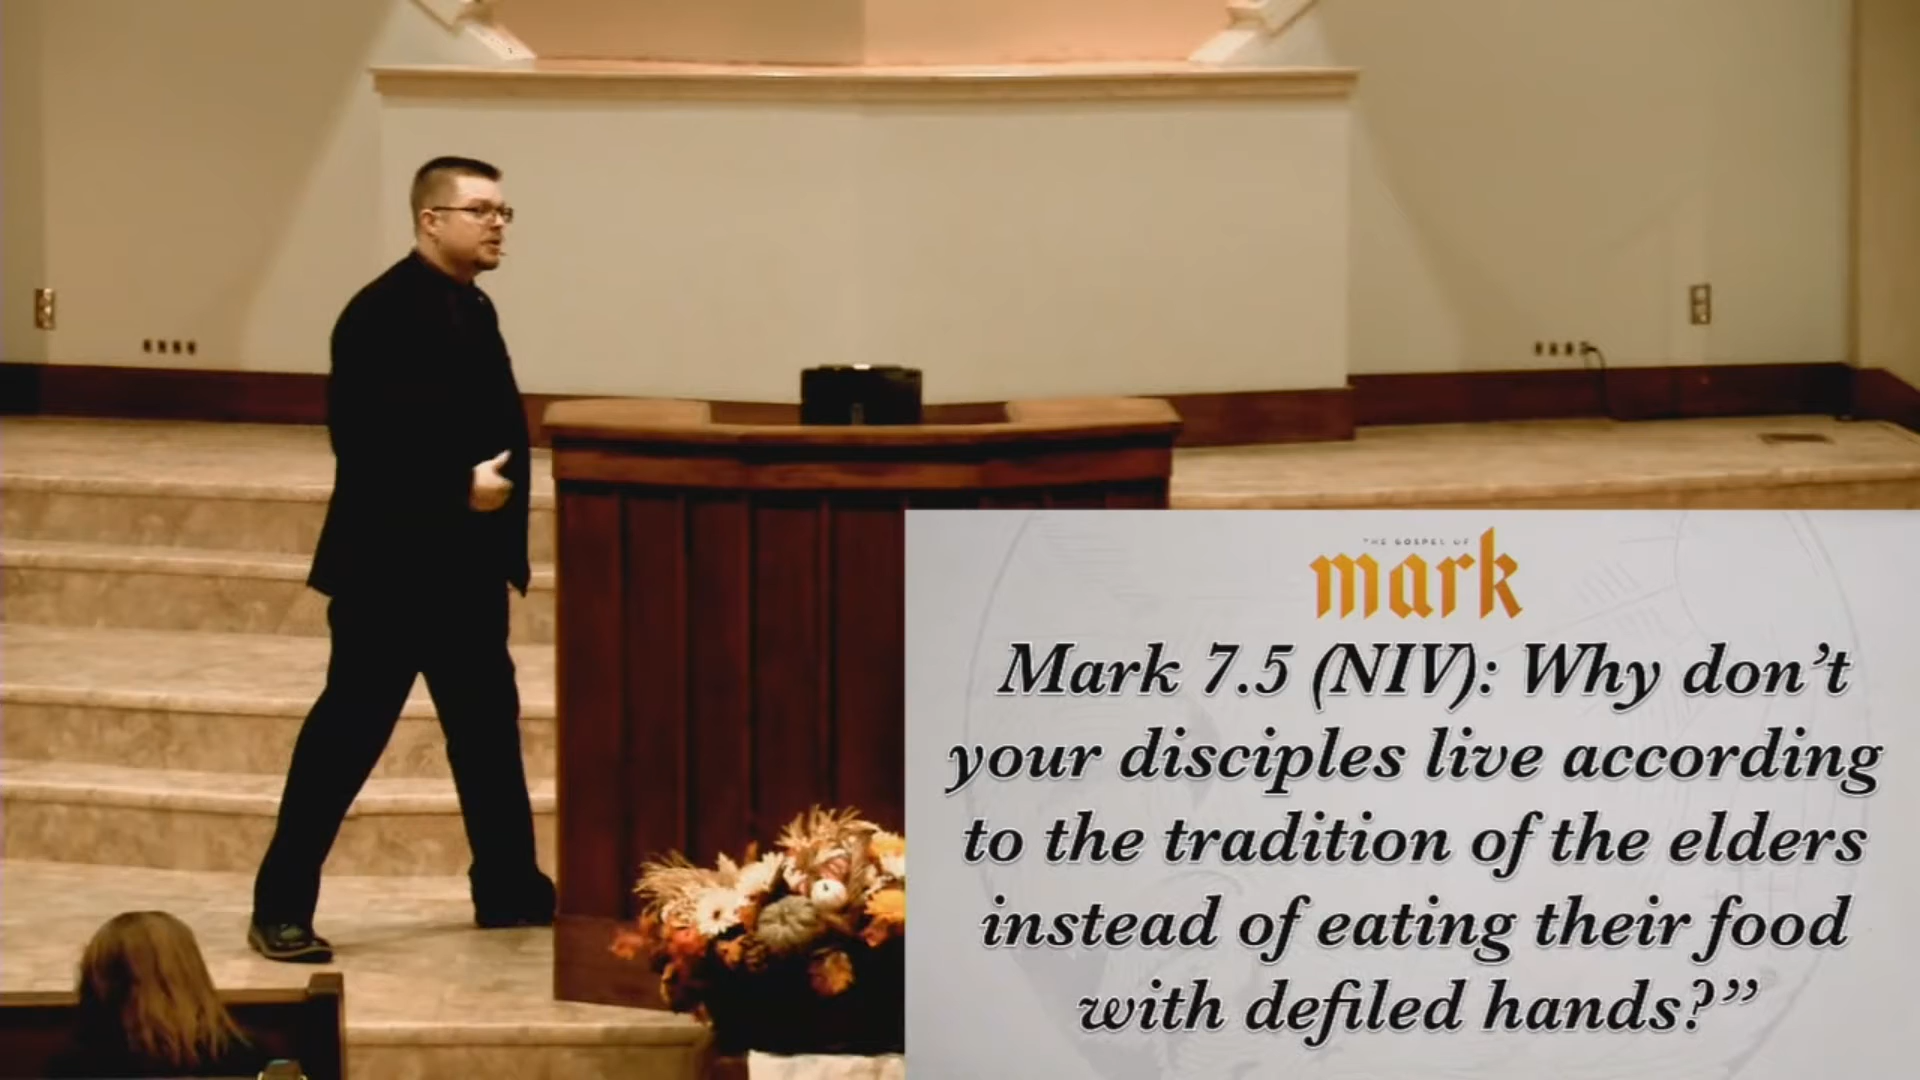 THE GOSPEL OF
mark
Mark 7.5 (NIV): Why don’t
your disciples live according
to the tradition of the elders
instead of eating their food
with defiled hands?”